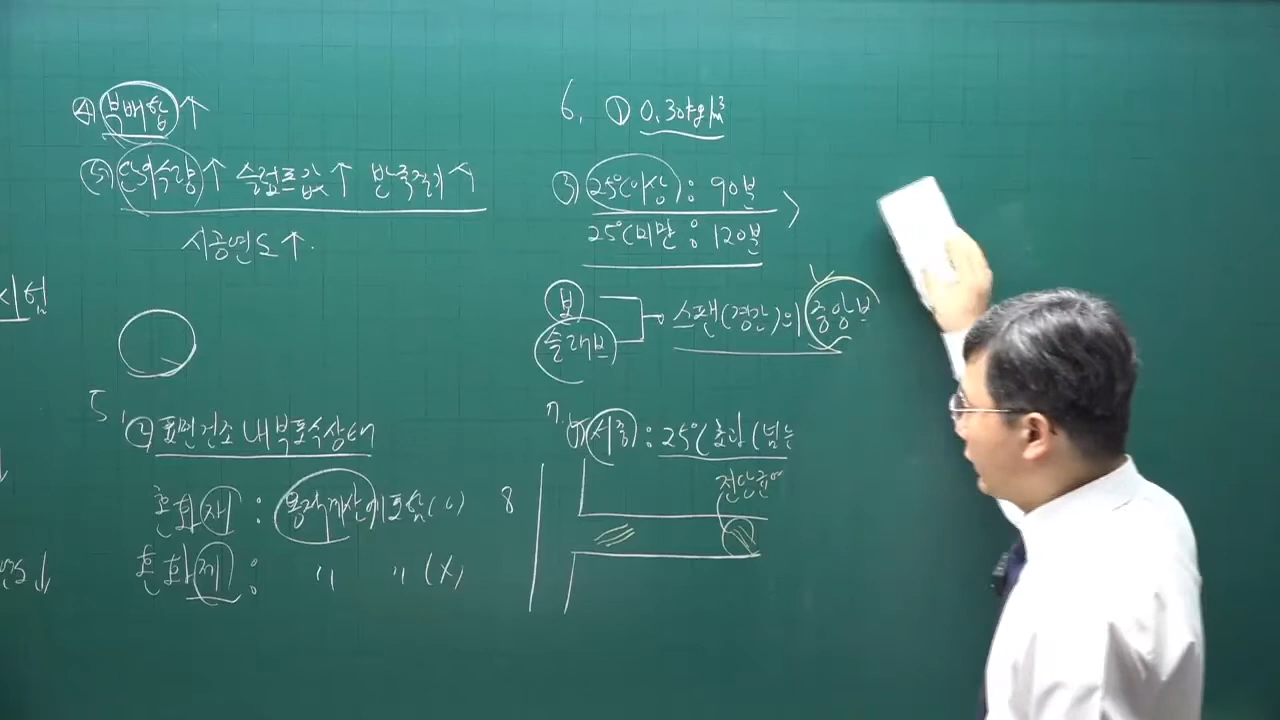 ④ 부배합 ↑
⑤ 단위수량 ↑ 슬럼프값 ↑ 반죽질기 ↑
시공연도 ↑.
시험
5, ② 표면건조 내부포수상태
혼화재 : 용적계산에 포함(O)
혼화제 : 〃 〃 (X)
6, ① 0.30kg/m³
③ 25℃이상 : 90분
25℃미만 : 120분
보
슬래브
스팬(경간)의 중앙부
7, 서중 : 25℃ 초과 (넘는
8
전단균열